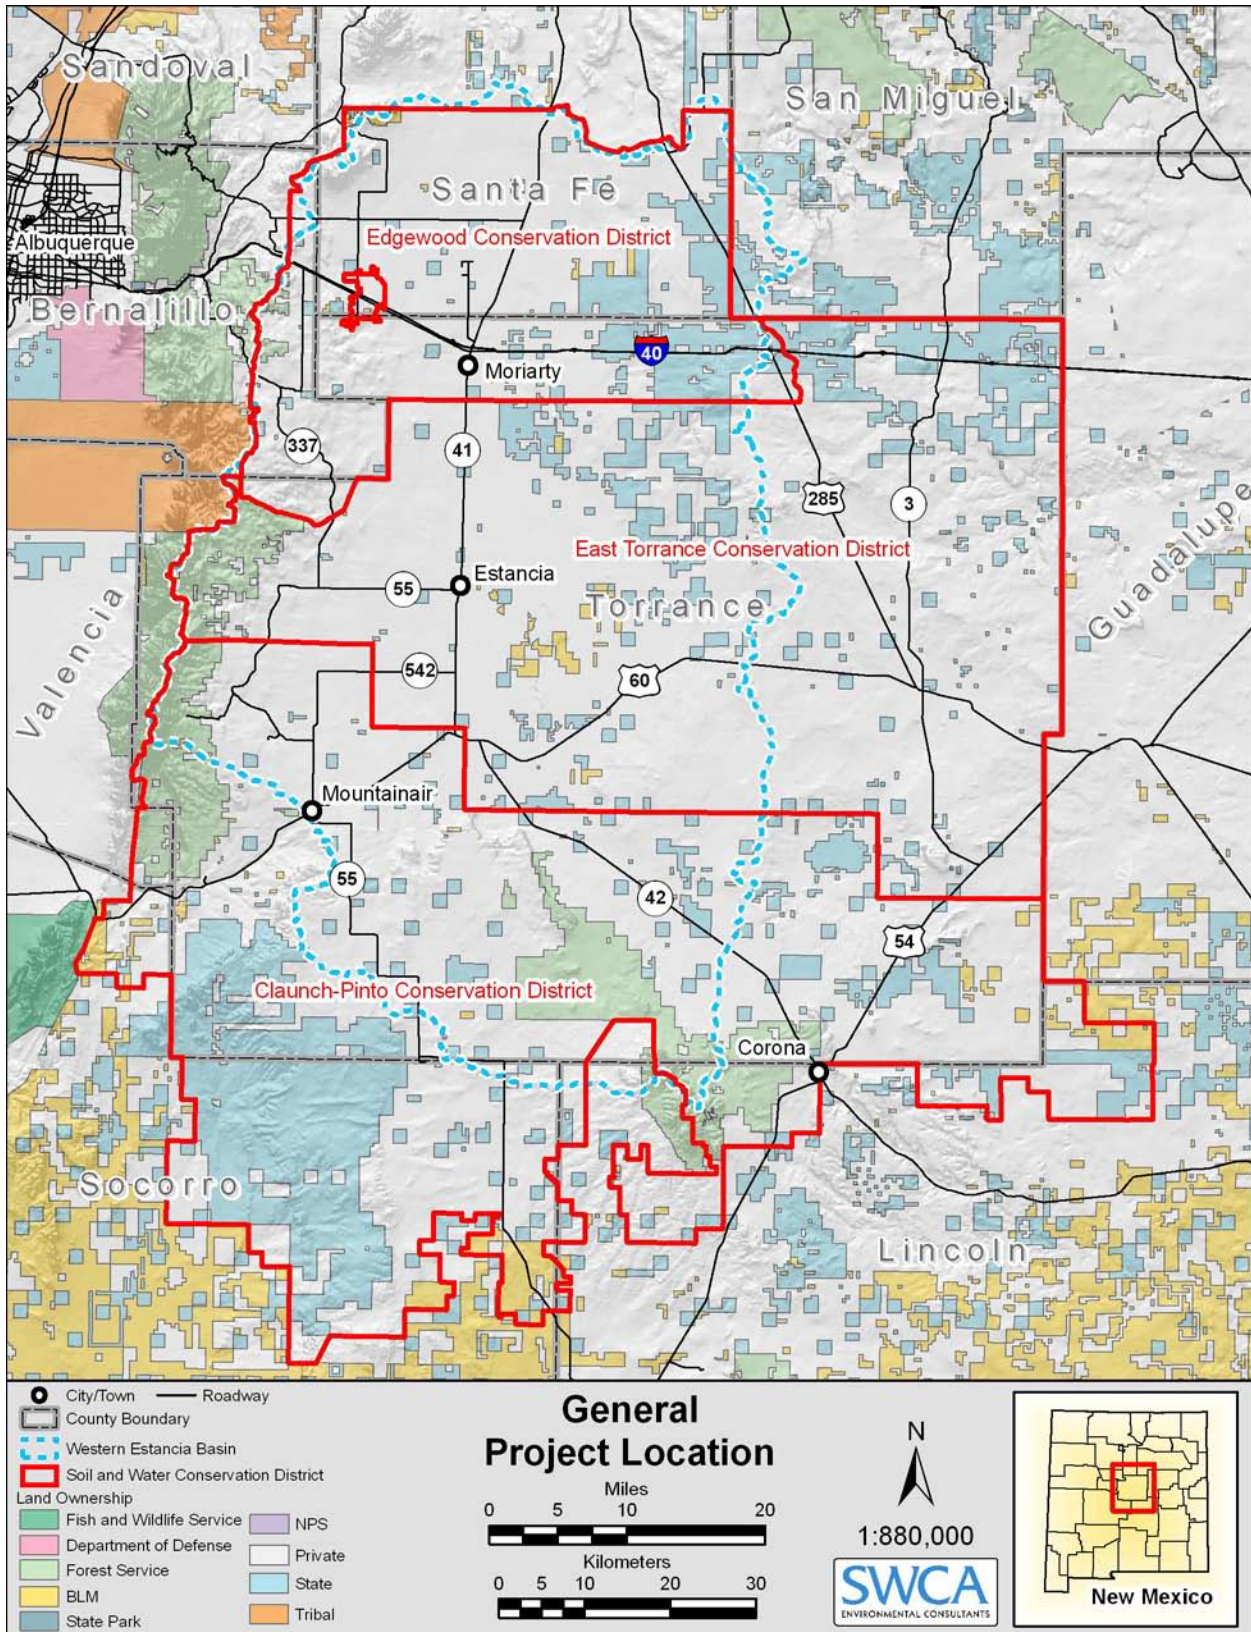 Sandoval
San Miguel
Santa Fe
Edgewood Conservation District
Albuquerque
Bernalillo
40
Moriarty
337
41
285
3
East Torrance Conservation District
Estancia
55
Torrance
Guadalupe
Valencia
542
60
Mountainair
55
42
54
Claunch-Pinto Conservation District
Corona
Socorro
Lincoln
City/Town
Roadway
County Boundary
Western Estancia Basin
Soil and Water Conservation District
Land Ownership
Fish and Wildlife Service
Department of Defense
Forest Service
BLM
State Park
NPS
Private
State
Tribal
General
Project Location
Miles
0 5 10 20
Kilometers
0 5 10 20 30
N
1:880,000
SWCA
ENVIRONMENTAL CONSULTANTS
New Mexico